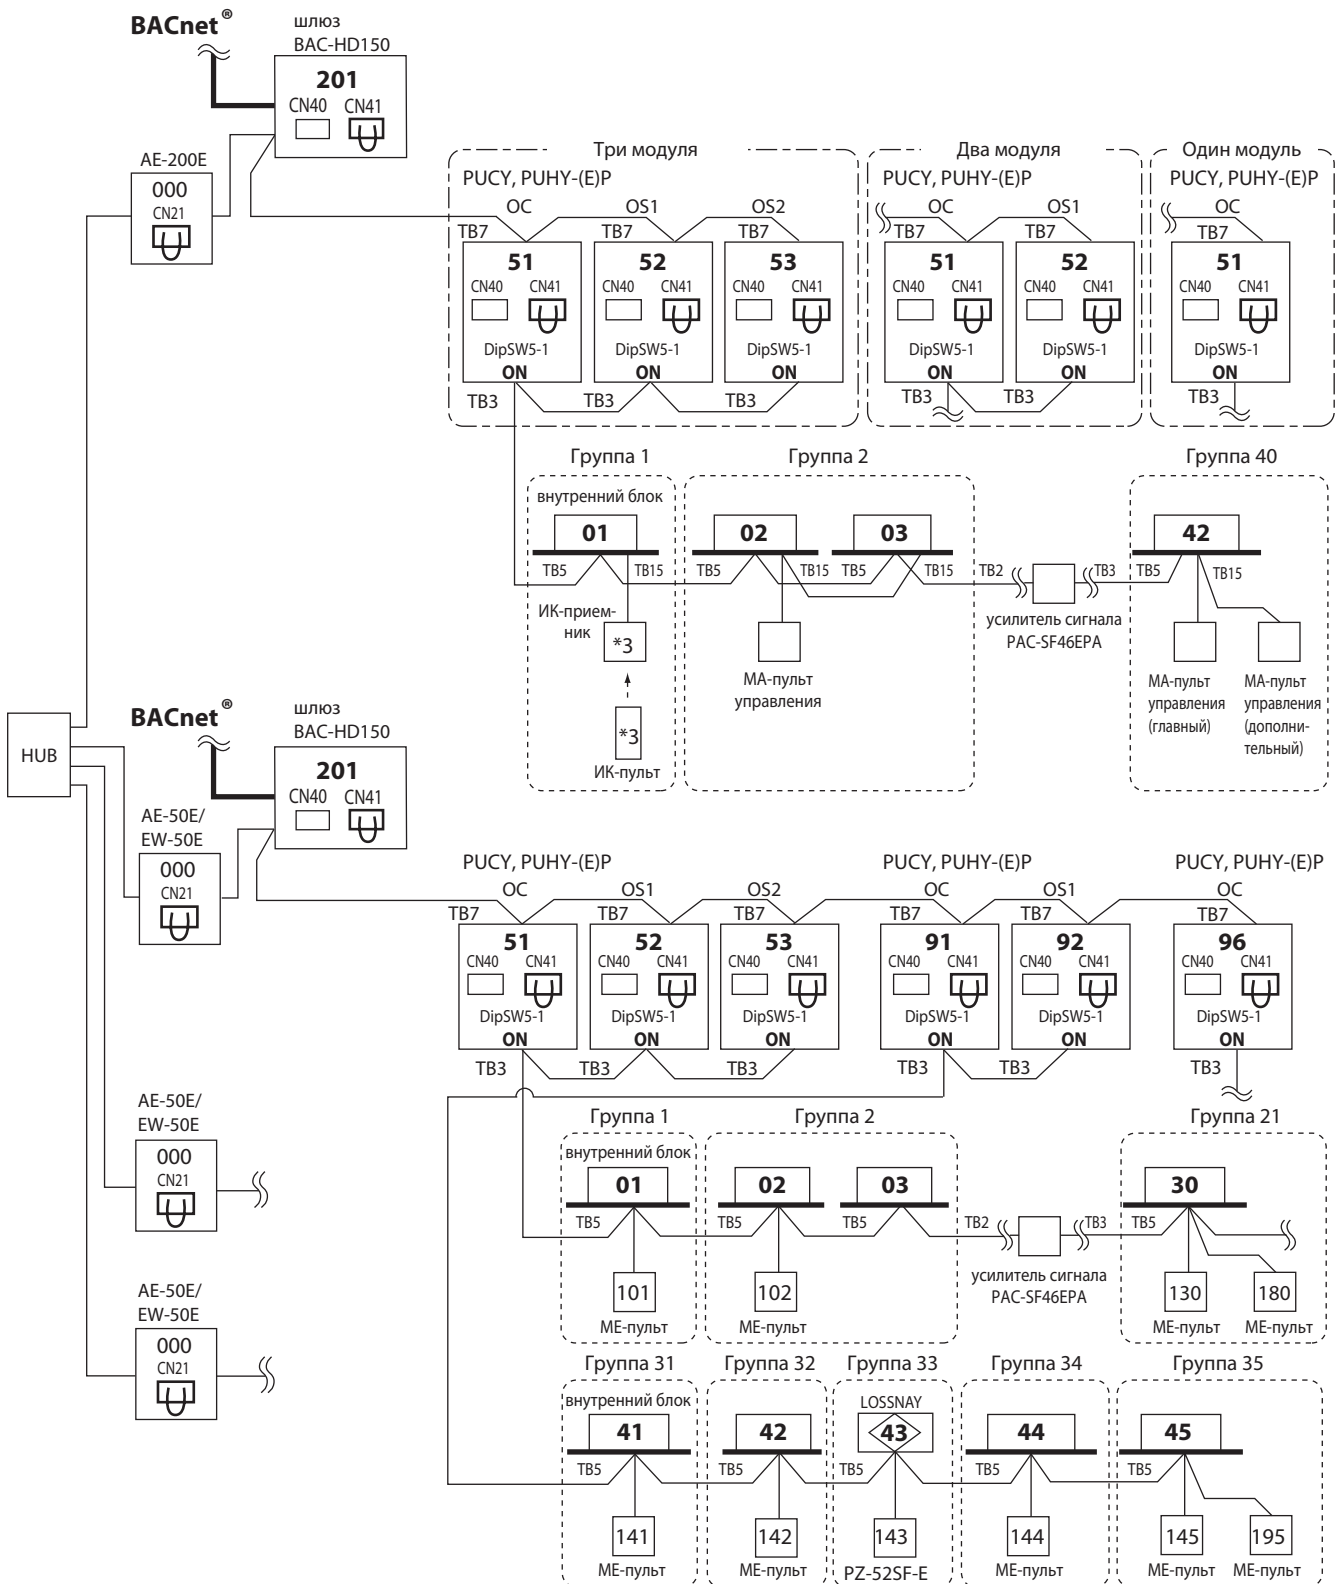 BACnet®
шлюз
BAC-HD150
201
CN40 CN41
AE-200E
000
CN21
Три модуля
PUCY, PUHY-(E)P
OC OS1 OS2
TB7 TB7 TB7
51 52 53
CN40 CN41 CN40 CN41 CN40 CN41
DipSW5-1 DipSW5-1 DipSW5-1
ON ON ON
TB3 TB3 TB3
Два модуля
PUCY, PUHY-(E)P
OC OS1
TB7 TB7
51 52
CN40 CN41 CN40 CN41
DipSW5-1 DipSW5-1
ON ON
TB3 TB3
Один модуль
PUCY, PUHY-(E)P
OC
TB7
51
CN40 CN41
DipSW5-1
ON
TB3
Группа 1
внутренний блок
01
TB5 TB15
ИК-прием-
ник
*3
*3
ИК-пульт
Группа 2
02 03
TB5 TB15 TB5 TB15
МА-пульт
управления
TB2 TB3
усилитель сигнала
PAC-SF46EPA
Группа 40
42
TB5 TB15
МА-пульт
управления
(главный)
МА-пульт
управления
(дополни-
тельный)
HUB
BACnet®
шлюз
BAC-HD150
201
CN40 CN41
AE-50E/
EW-50E
000
CN21
PUCY, PUHY-(E)P
OC OS1 OS2
TB7 TB7 TB7
51 52 53
CN40 CN41 CN40 CN41 CN40 CN41
DipSW5-1 DipSW5-1 DipSW5-1
ON ON ON
TB3 TB3 TB3
PUCY, PUHY-(E)P
OC OS1
TB7 TB7
91 92
CN40 CN41 CN40 CN41
DipSW5-1 DipSW5-1
ON ON
TB3 TB3
PUCY, PUHY-(E)P
OC
TB7
96
CN40 CN41
DipSW5-1
ON
TB3
AE-50E/
EW-50E
000
CN21
Группа 1
внутренний блок
01
TB5
101
МЕ-пульт
Группа 2
02 03
TB5 TB5
102
МЕ-пульт
TB2 TB3
усилитель сигнала
PAC-SF46EPA
Группа 21
30
TB5
130 180
МЕ-пульт МЕ-пульт
AE-50E/
EW-50E
000
CN21
Группа 31
внутренний блок
41
TB5
141
МЕ-пульт
Группа 32
42
TB5
142
МЕ-пульт
Группа 33
LOSSNAY
43
TB5
143
PZ-52SF-E
Группа 34
44
TB5
144
МЕ-пульт
Группа 35
45
TB5
145 195
МЕ-пульт МЕ-пульт